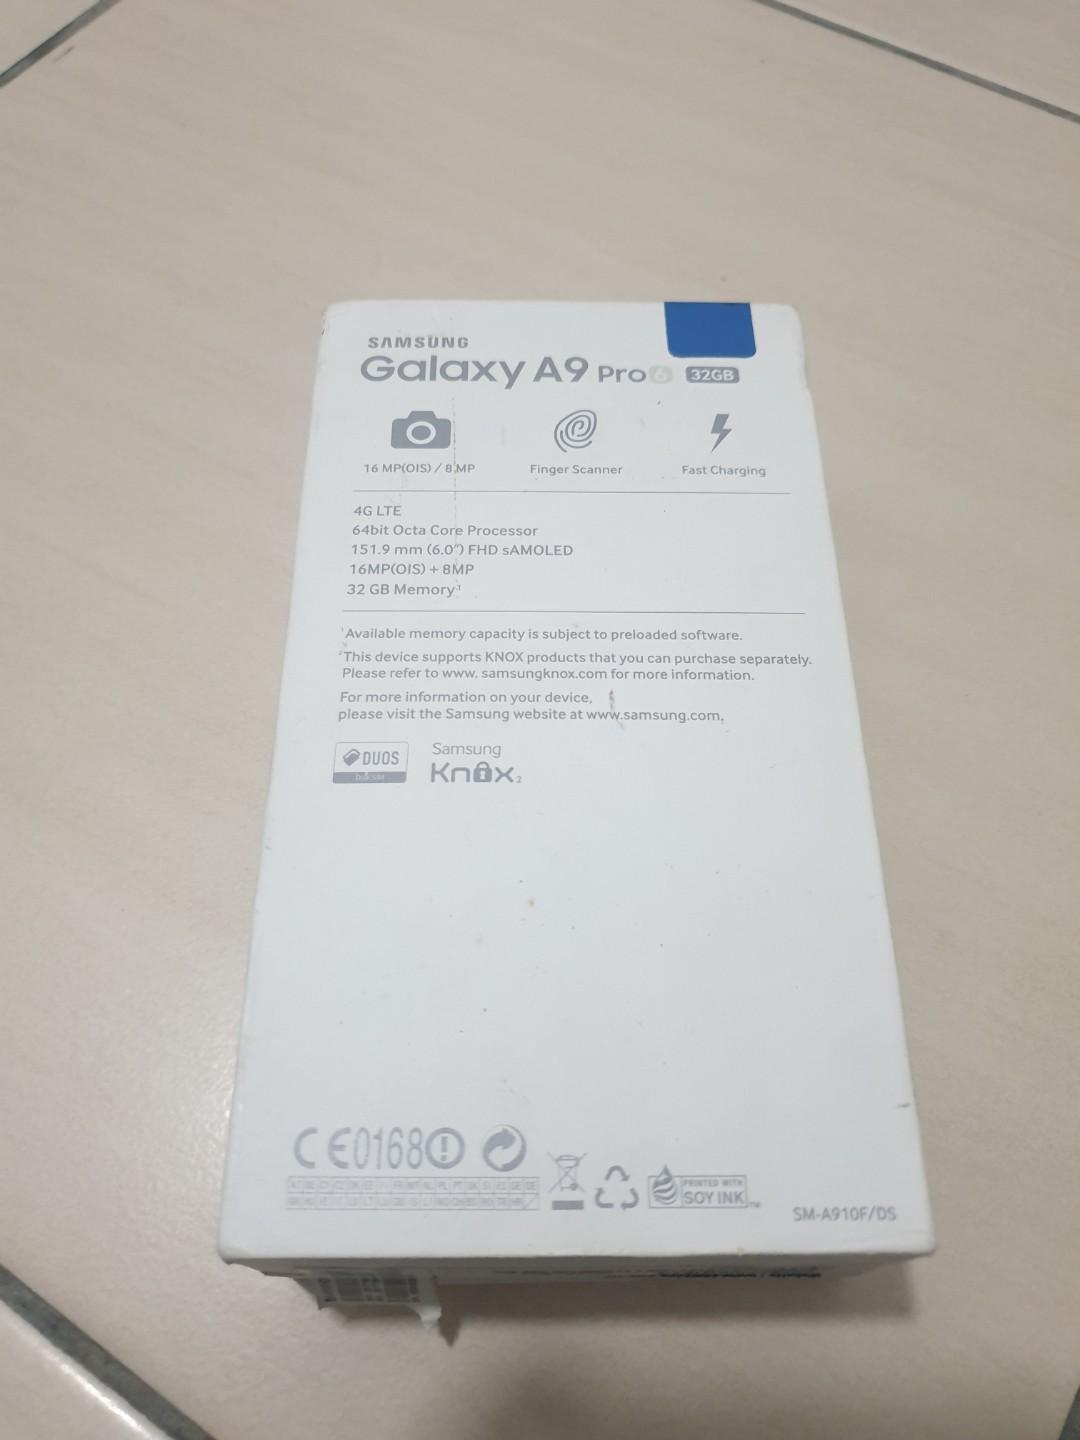 SAMSUNG
Galaxy A9 Pro 6 32GB
16 MP(OIS) / 8 MP
Finger Scanner
Fast Charging
4G LTE
64bit Octa Core Processor
151.9 mm (6.0") FHD sAMOLED
16MP(OIS) + 8MP
32 GB Memory¹
¹Available memory capacity is subject to preloaded software.
²This device supports KNOX products that you can purchase separately.
Please refer to www. samsungknox.com for more information.
For more information on your device,
please visit the Samsung website at www.samsung.com.
DUOS
Samsung
Knox₂
CE0168
PRINTED WITH
SOY INK™
SM-A910F/DS